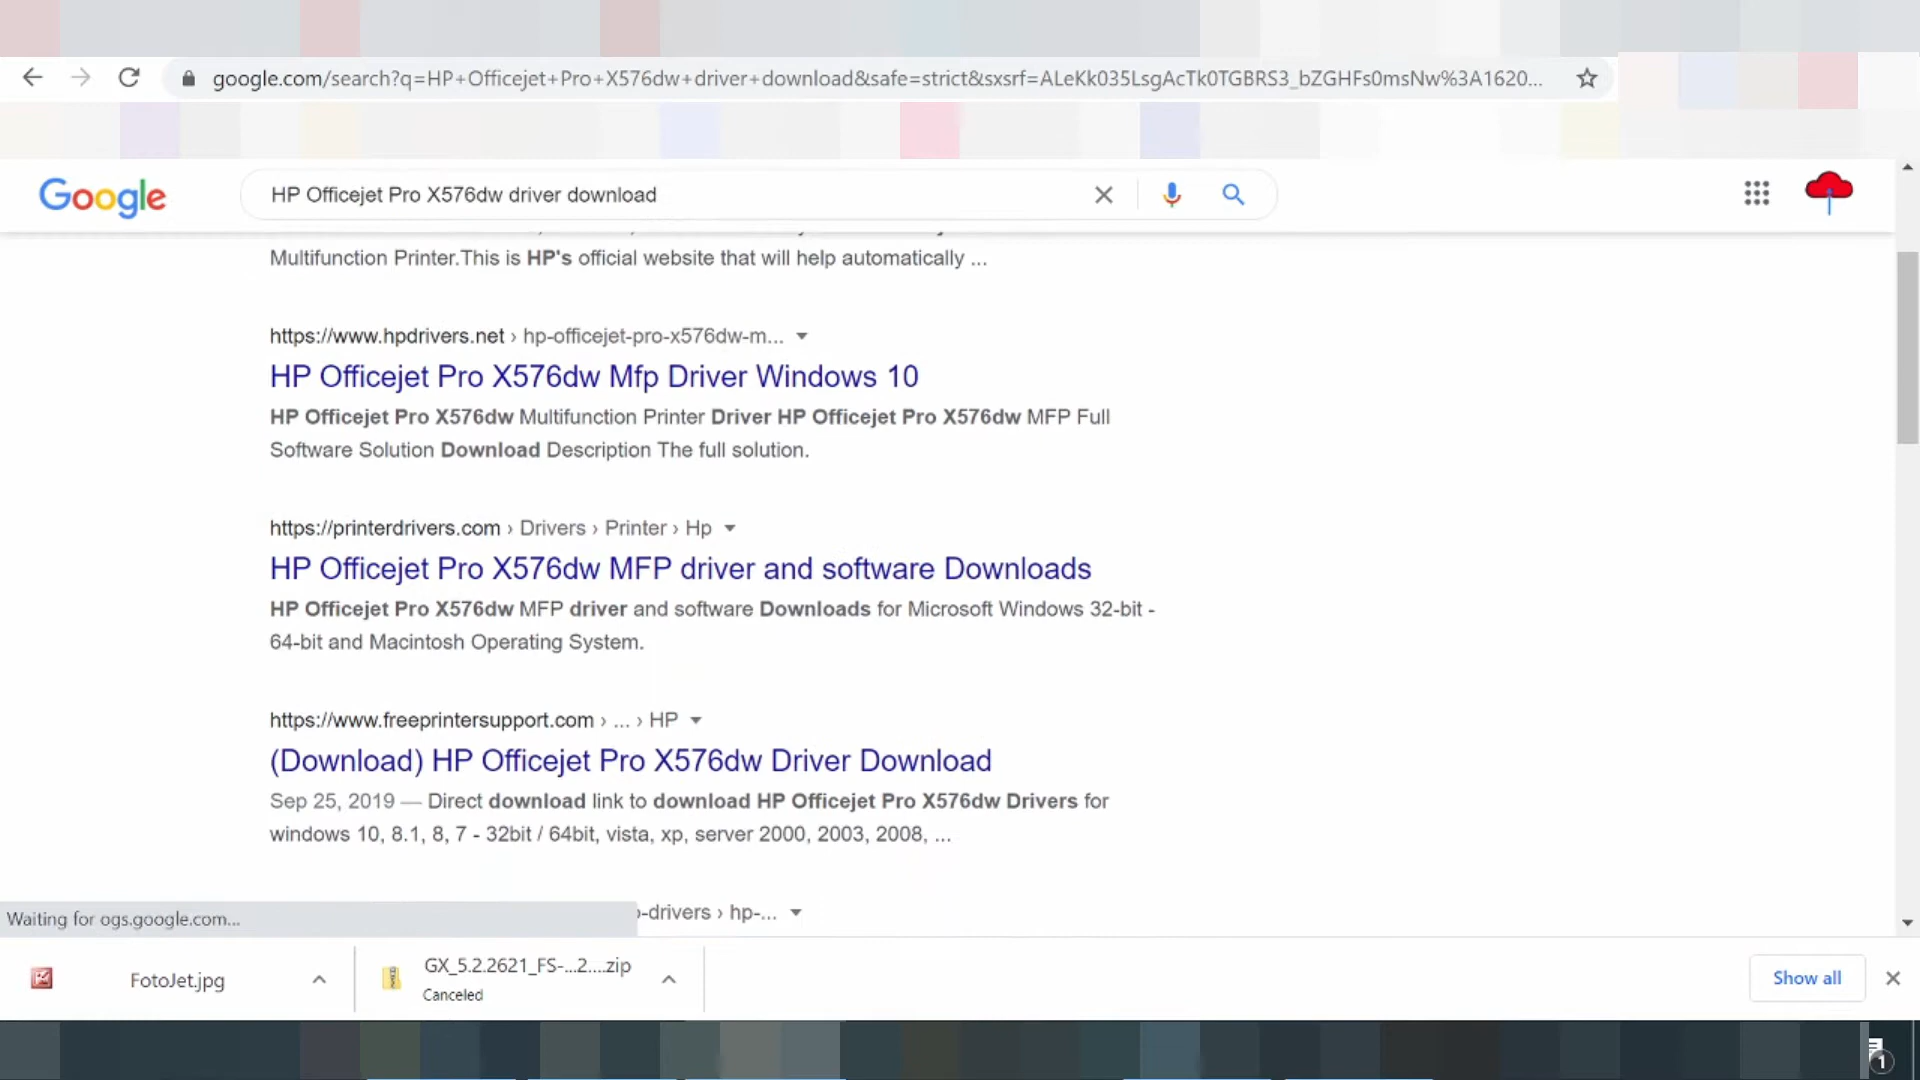 google.com/search?q=HP+Officejet+Pro+X576dw+driver+download&safe=strict&sxsrf=ALeKk035LsgAcTk0TGBRS3_bZGHFs0msNw%3A1620...
Google
HP Officejet Pro X576dw driver download
Multifunction Printer.This is HP's official website that will help automatically ...
https://www.hpdrivers.net › hp-officejet-pro-x576dw-m...
HP Officejet Pro X576dw Mfp Driver Windows 10
HP Officejet Pro X576dw Multifunction Printer Driver HP Officejet Pro X576dw MFP Full
Software Solution Download Description The full solution.
https://printerdrivers.com › Drivers › Printer › Hp
HP Officejet Pro X576dw MFP driver and software Downloads
HP Officejet Pro X576dw MFP driver and software Downloads for Microsoft Windows 32-bit -
64-bit and Macintosh Operating System.
https://www.freeprintersupport.com › ... › HP
(Download) HP Officejet Pro X576dw Driver Download
Sep 25, 2019 — Direct download link to download HP Officejet Pro X576dw Drivers for
windows 10, 8.1, 8, 7 - 32bit / 64bit, vista, xp, server 2000, 2003, 2008, ...
-drivers › hp-...
Waiting for ogs.google.com...
FotoJet.jpg
GX_5.2.2621_FS-...2....zip
Canceled
Show all
1